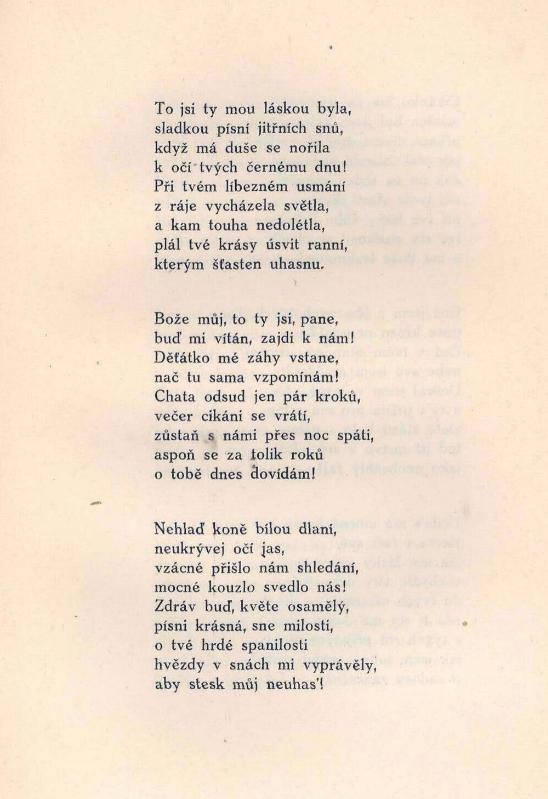 To jsi ty mou láskou byla,
sladkou písní jitřních snů,
když má duše se nořila
k očí tvých černému dnu!
Při tvém líbezném usmání
z ráje vycházela světla,
a kam touha nedolétla,
plál tvé krásy úsvit ranní,
kterým šťasten uhasnu.
Bože můj, to ty jsi, pane,
buď mi vítán, zajdi k nám!
Děťátko mé záhy vstane,
nač tu sama vzpomínám!
Chata odsud jen pár kroků,
večer cikání se vrátí,
zůstaň s námi přes noc spáti,
aspoň se za tolik roků
o tobě dnes dovídám!
Nehlaď koně bílou dlaní,
neukrývej očí jas,
vzácné přišlo nám shledání,
mocné kouzlo svedlo nás!
Zdráv buď, květe osamělý,
písni krásná, sne milostí,
o tvé hrdé spanilosti
hvězdy v snách mi vyprávěly,
aby stesk můj neuhas'!